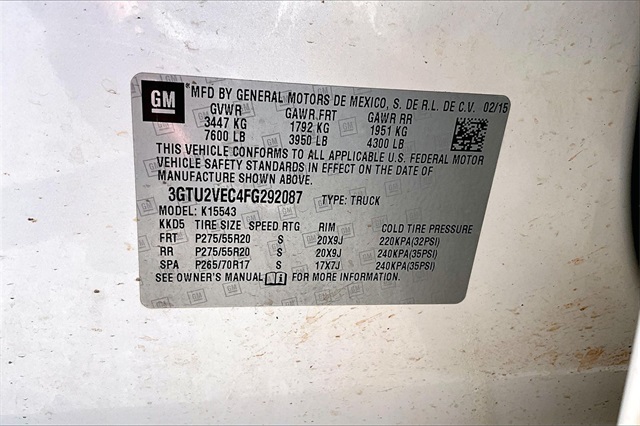 GM *MFD BY GENERAL MOTORS DE MEXICO, S. DE R.L. DE C.V. 02/15
GVWR GAWR FRT GAWR RR
3447 KG 1792 KG 1951 KG
7600 LB 3950 LB 4300 LB
THIS VEHICLE CONFORMS TO ALL APPLICABLE U.S. FEDERAL MOTOR
VEHICLE SAFETY STANDARDS IN EFFECT ON THE DATE OF
MANUFACTURE SHOWN ABOVE.
3GTU2VEC4FG292087 TYPE: TRUCK
MODEL: K15543
KKD5 TIRE SIZE SPEED RTG RIM COLD TIRE PRESSURE
FRT P275/55R20 S 20X9J 220KPA(32PSI)
RR P275/55R20 S 20X9J 240KPA(35PSI)
SPA P265/70R17 S 17X7J 240KPA(35PSI)
SEE OWNER'S MANUAL FOR MORE INFORMATION.